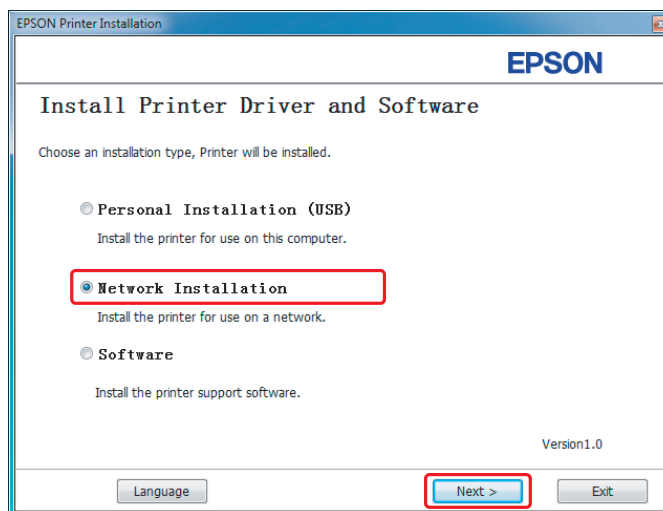 EPSON Printer Installation
EPSON
Install Printer Driver and Software
Choose an installation type, Printer will be installed.
Personal Installation (USB)
Install the printer for use on this computer.
Network Installation
Install the printer for use on a network.
Software
Install the printer support software.
Version1.0
Language
Next >
Exit